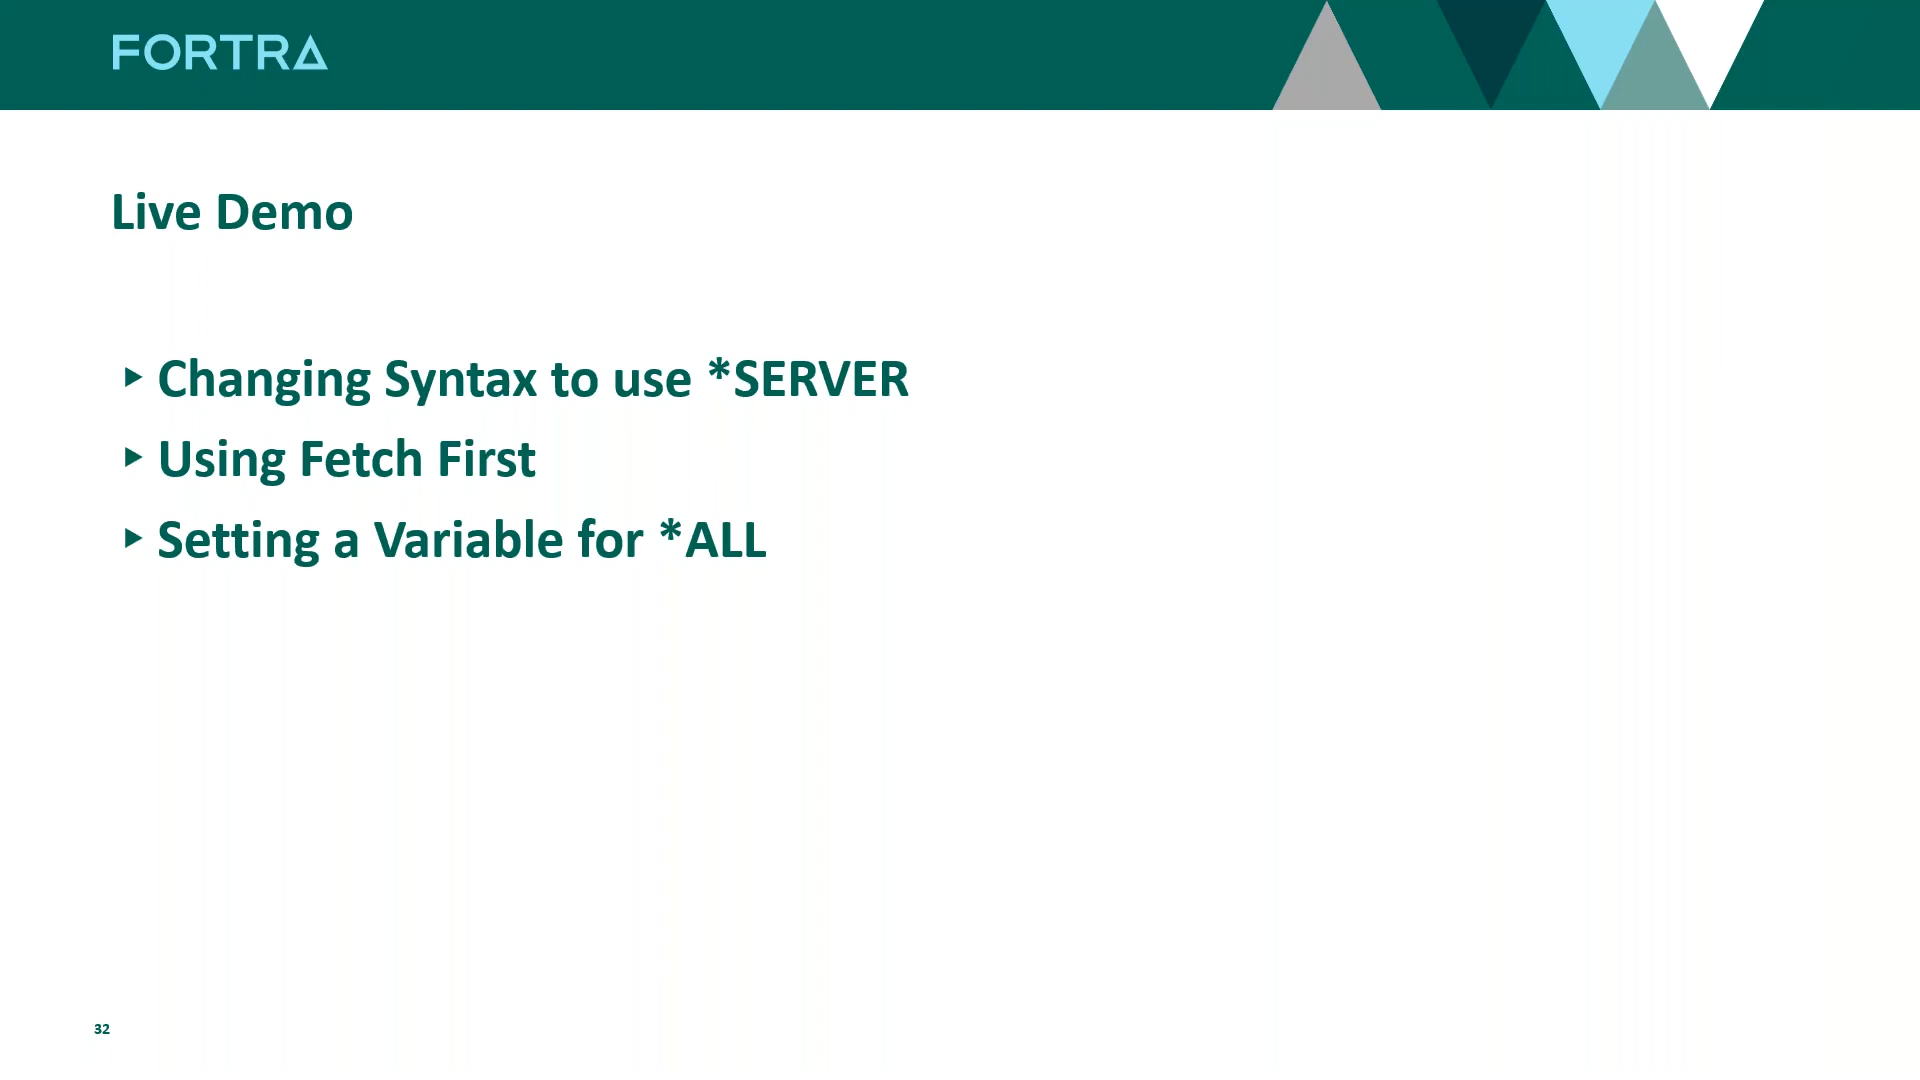 FORTRA
Live Demo
Changing Syntax to use *SERVER
Using Fetch First
Setting a Variable for *ALL
32